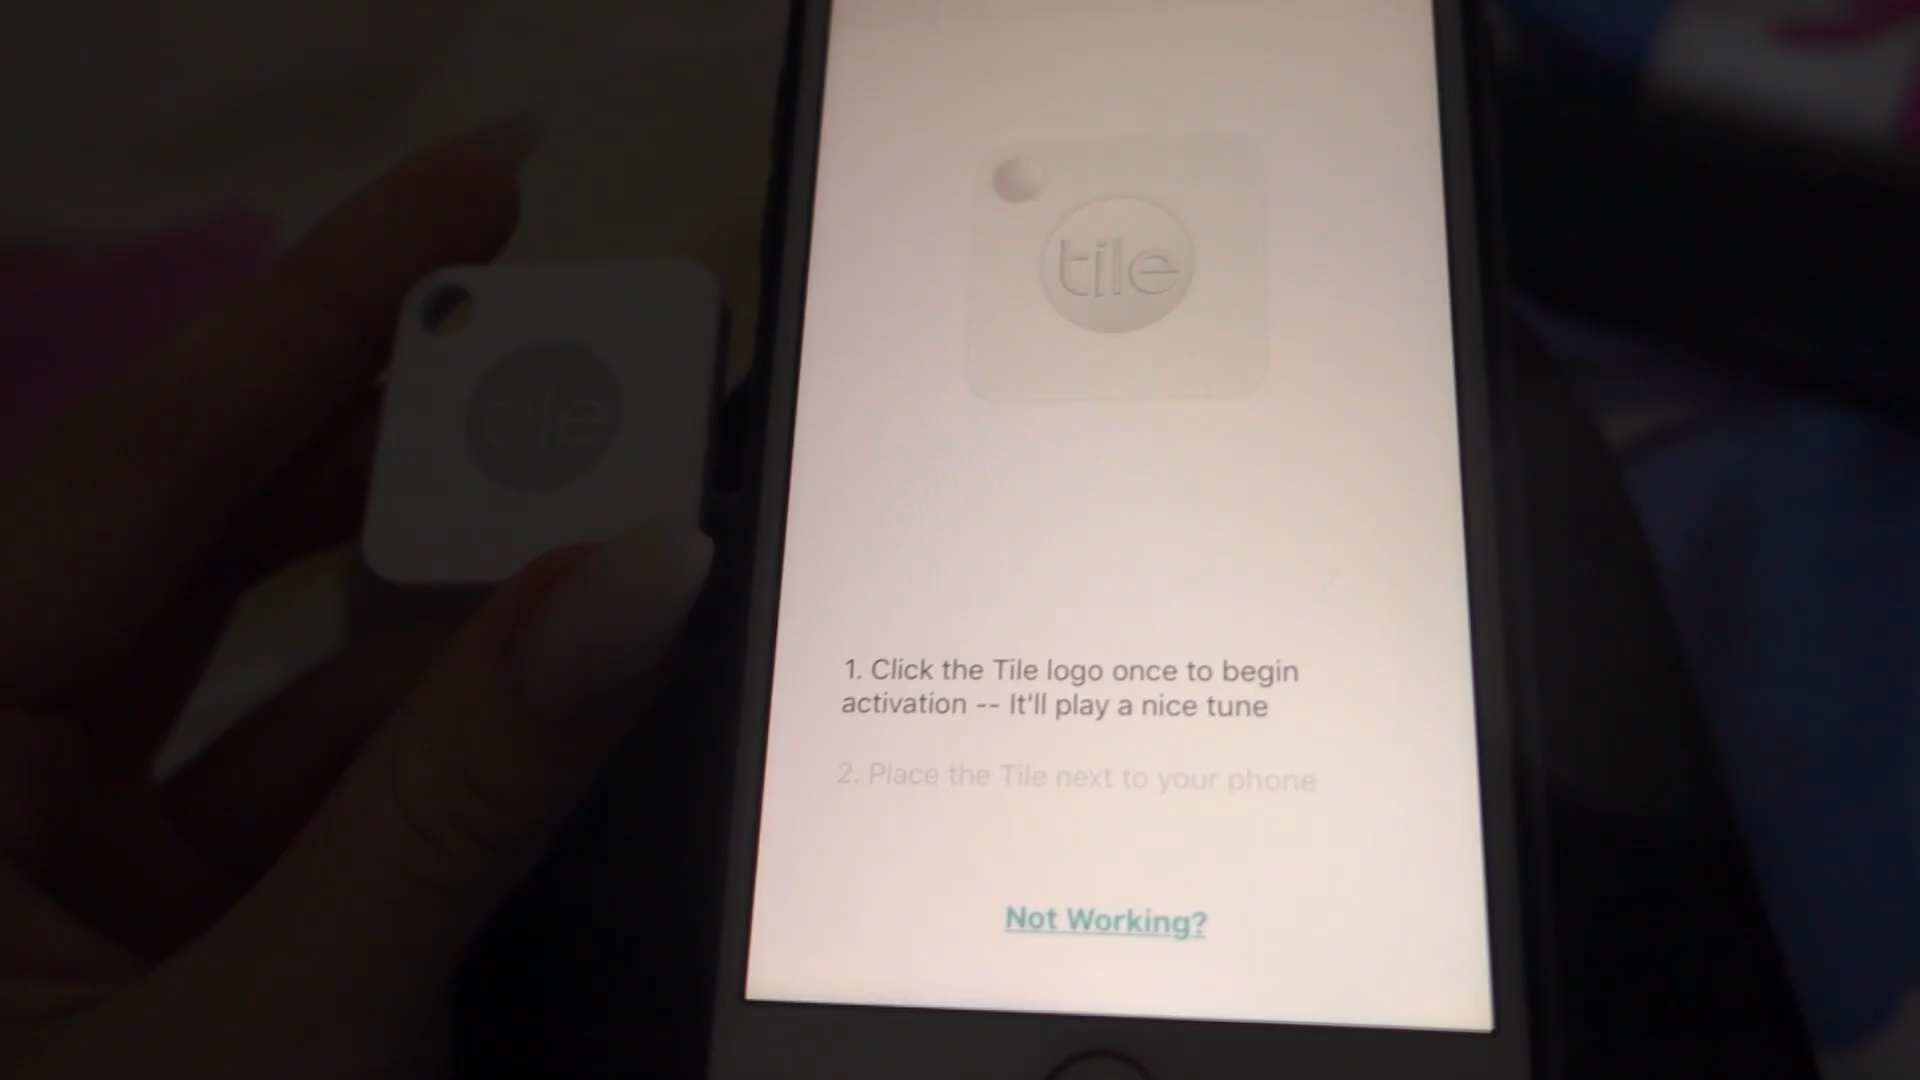 tile
tile
1. Click the Tile logo once to begin
activation -- It'll play a nice tune
2. Place the Tile next to your phone
Not Working?